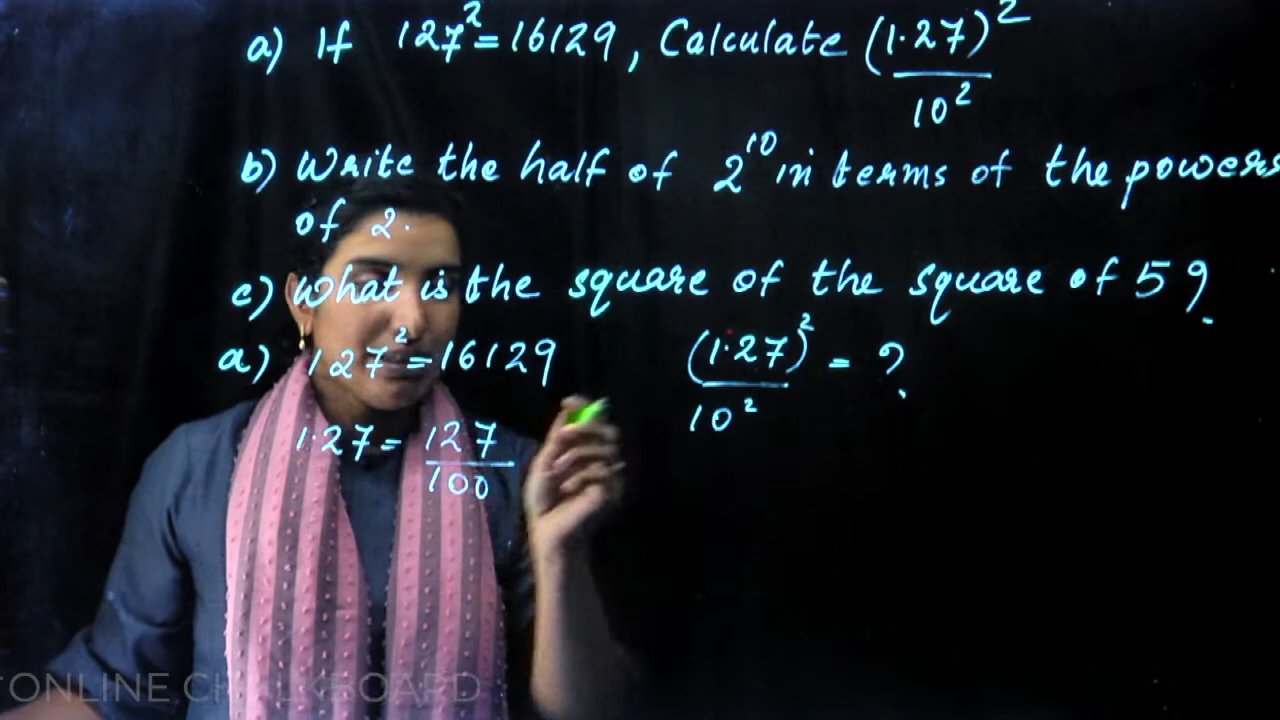 a) If 127² = 16129, Calculate (1.27)² / 10²
b) Write the half of 2¹⁰ in terms of the powers
of 2.
c) What is the square of the square of 5?
a) 127² = 16129 (1.27)² / 10² = ?
1.27 = 127 / 100
ONLINE CHALKBOARD